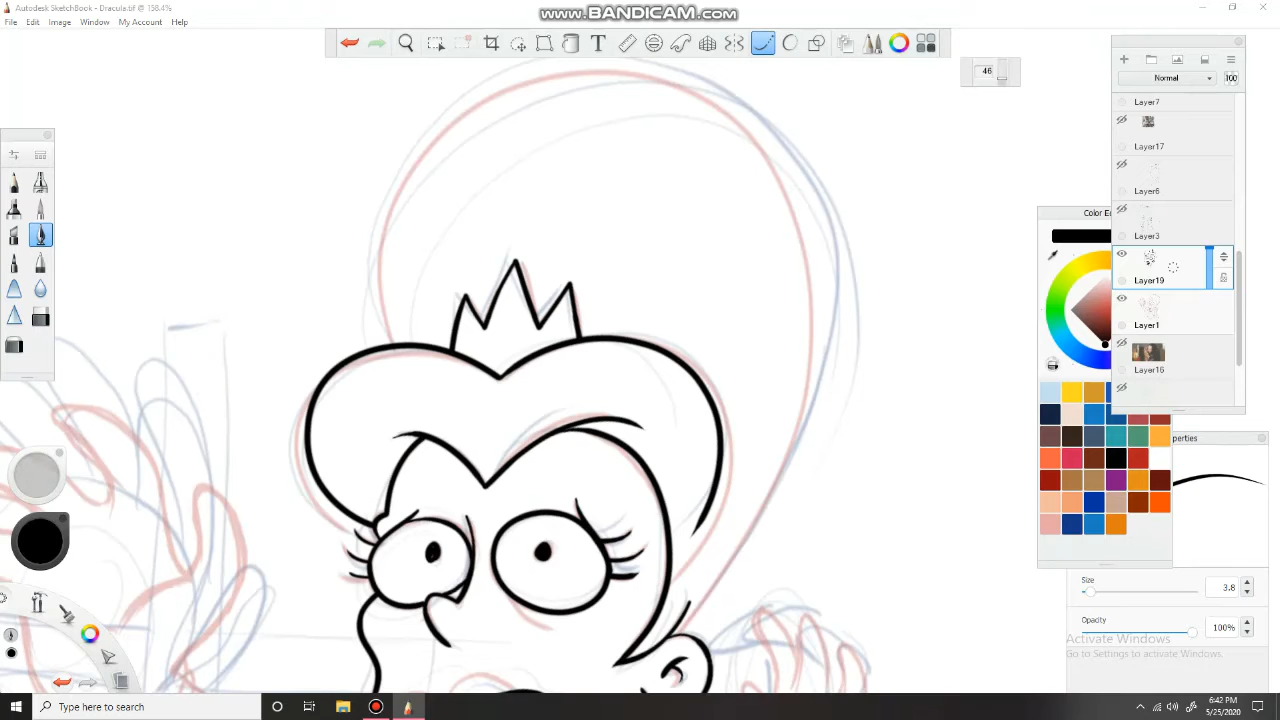 Autodesk SketchBook - Dracula.tif @ 158.4%
www.BANDICAM.com
File Edit Image Window My Account Help
46
Normal
100
Layer7
Layer17
Layer6
Layer3
Color Ed
Layer19
Layer1
Layer16
perties
Size
3.8
Opacity
100%
Activate Windows
Go to Settings to activate Windows.
Type here to search
6:42 PM
5/25/2020